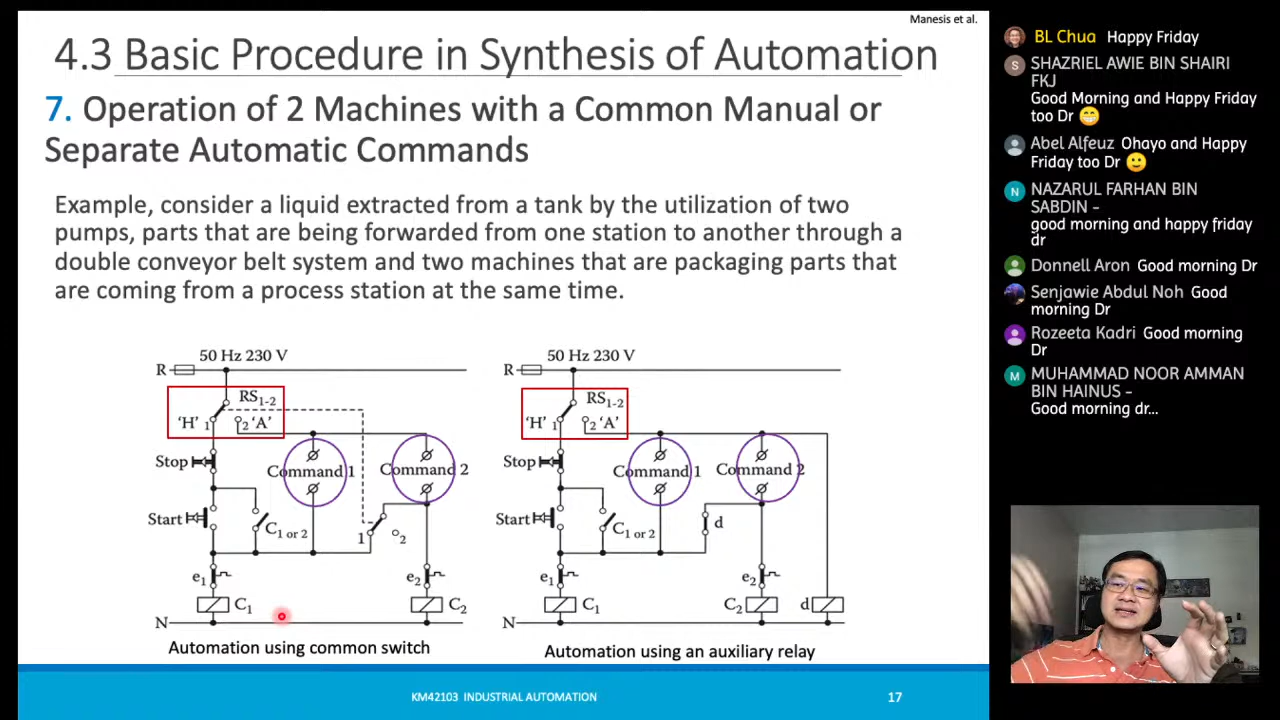 Manesis et al.
4.3 Basic Procedure in Synthesis of Automation
7. Operation of 2 Machines with a Common Manual or
Separate Automatic Commands
Example, consider a liquid extracted from a tank by the utilization of two
pumps, parts that are being forwarded from one station to another through a
double conveyor belt system and two machines that are packaging parts that
are coming from a process station at the same time.
50 Hz 230 V
R
RS1-2
'H' 1
2 'A'
Stop
Command 1
Command 2
Start
C1 or 2
1
2
e1
e2
C1
C2
N
Automation using common switch
50 Hz 230 V
R
RS1-2
'H' 1
2 'A'
Stop
Command 1
Command 2
Start
C1 or 2
d
e1
e2
C1
C2
d
N
Automation using an auxiliary relay
KM42103 INDUSTRIAL AUTOMATION
17
BL Chua Happy Friday
S
SHAZRIEL AWIE BIN SHAIRI
FKJ
Good Morning and Happy Friday
too Dr 😁
Abel Alfeuz Ohayo and Happy
Friday too Dr 🙂
N
NAZARUL FARHAN BIN
SABDIN -
good morning and happy friday
dr
Donnell Aron Good morning Dr
Senjawie Abdul Noh Good
morning Dr
Rozeeta Kadri Good morning
Dr
M
MUHAMMAD NOOR AMMAN
BIN HAINUS -
Good morning dr...